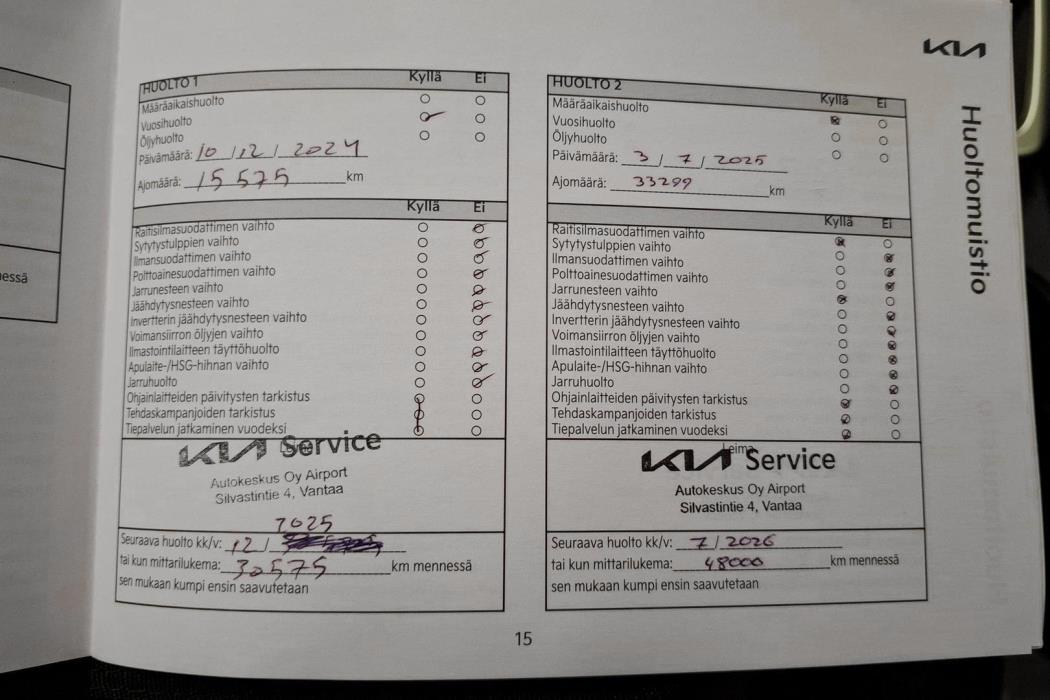 essä
KIA
Huoltomuistio
HUOLTO 1 Kyllä Ei
Määräaikaishuolto
Vuosihuolto
Öljyhuolto
Päivämäärä: 10 / 12 / 2024
Ajomäärä: 15 575 km
Kyllä Ei
Raitisilmasuodattimen vaihto
Sytytystulppien vaihto
Ilmansuodattimen vaihto
Polttoainesuodattimen vaihto
Jarrunesteen vaihto
Jäähdytysnesteen vaihto
Invertterin jäähdytysnesteen vaihto
Voimansiirron öljyjen vaihto
Ilmastointilaitteen täyttöhuolto
Apulaite-/HSG-hihnan vaihto
Jarruhuolto
Ohjainlaitteiden päivitysten tarkistus
Tehdaskampanjoiden tarkistus
Tiepalvelun jatkaminen vuodeksi
KIA Service
Autokeskus Oy Airport
Silvastintie 4, Vantaa
2025
Seuraava huolto kk/v: 12 /
tai kun mittarilukema: 30575 km mennessä
sen mukaan kumpi ensin saavutetaan
HUOLTO 2 Kyllä Ei
Määräaikaishuolto
Vuosihuolto
Öljyhuolto
Päivämäärä: 3 / 7 / 2025
Ajomäärä: 33299 km
Kyllä Ei
Raitisilmasuodattimen vaihto
Sytytystulppien vaihto
Ilmansuodattimen vaihto
Polttoainesuodattimen vaihto
Jarrunesteen vaihto
Jäähdytysnesteen vaihto
Invertterin jäähdytysnesteen vaihto
Voimansiirron öljyjen vaihto
Ilmastointilaitteen täyttöhuolto
Apulaite-/HSG-hihnan vaihto
Jarruhuolto
Ohjainlaitteiden päivitysten tarkistus
Tehdaskampanjoiden tarkistus
Tiepalvelun jatkaminen vuodeksi
Leima
KIA Service
Autokeskus Oy Airport
Silvastintie 4, Vantaa
Seuraava huolto kk/v: 7 / 2026
tai kun mittarilukema: 48000 km mennessä
sen mukaan kumpi ensin saavutetaan
15